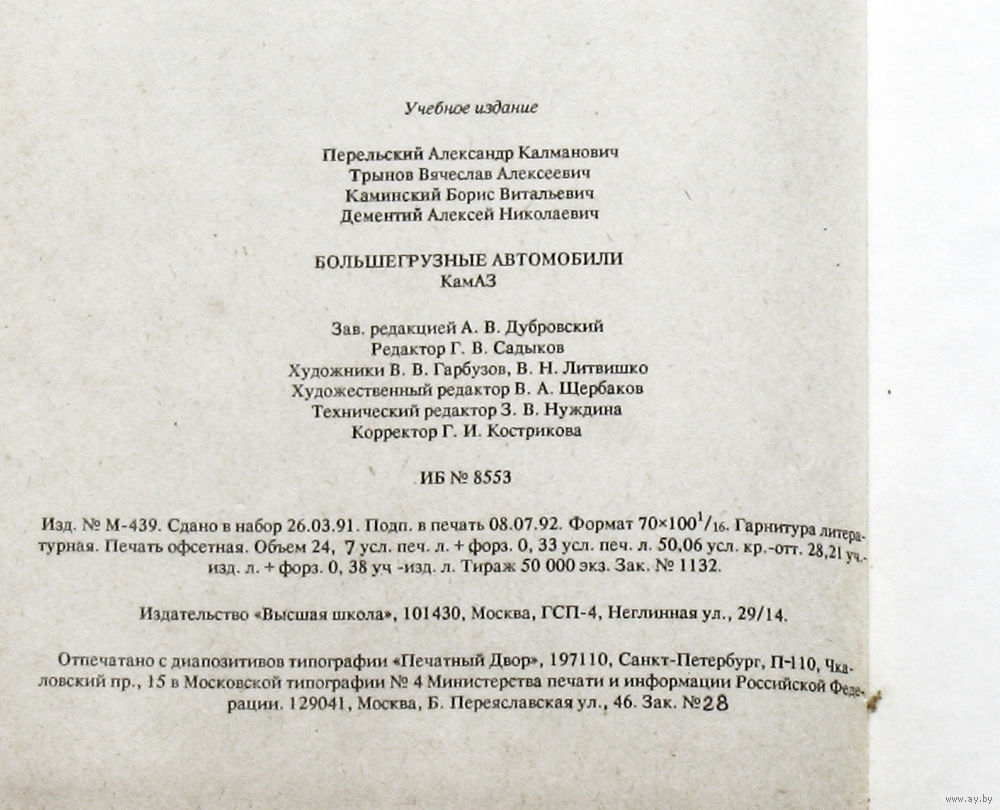 Учебное издание
Перельский Александр Калманович
Трынов Вячеслав Алексеевич
Каминский Борис Витальевич
Дементий Алексей Николаевич
БОЛЬШЕГРУЗНЫЕ АВТОМОБИЛИ
КамАЗ
Зав. редакцией А. В. Дубровский
Редактор Г. В. Садыков
Художники В. В. Гарбузов, В. Н. Литвишко
Художественный редактор В. А. Щербаков
Технический редактор З. В. Нуждина
Корректор Г. И. Кострикова
ИБ № 8553
Изд. № М-439. Сдано в набор 26.03.91. Подп. в печать 08.07.92. Формат 70×100¹/₁₆. Гарнитура литера-
турная. Печать офсетная. Объем 24, 7 усл. печ. л. + форз. 0, 33 усл. печ. л. 50,06 усл. кр.-отт. 28,21 уч.-
изд. л. + форз. 0, 38 уч -изд. л. Тираж 50 000 экз. Зак. № 1132.
Издательство «Высшая школа», 101430, Москва, ГСП-4, Неглинная ул., 29/14.
Отпечатано с диапозитивов типографии «Печатный Двор», 197110, Санкт-Петербург, П-110, Чка-
ловский пр., 15 в Московской типографии № 4 Министерства печати и информации Российской Феде-
рации. 129041, Москва, Б. Переяславская ул., 46. Зак. №28
www.ay.by